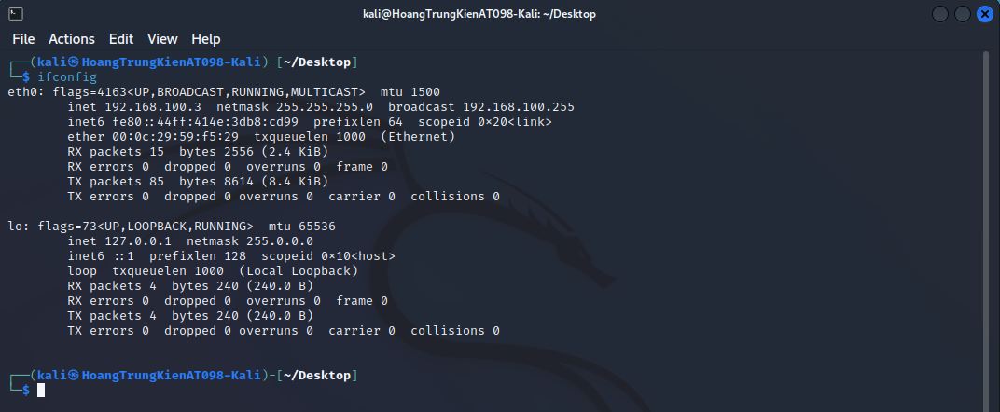 kali@HoangTrungKienAT098-Kali: ~/Desktop
File Actions Edit View Help
┌──(kali㉿HoangTrungKienAT098-Kali)-[~/Desktop]
└─$ ifconfig
eth0: flags=4163<UP,BROADCAST,RUNNING,MULTICAST>  mtu 1500
        inet 192.168.100.3  netmask 255.255.255.0  broadcast 192.168.100.255
        inet6 fe80::44ff:414e:3db8:cd99  prefixlen 64  scopeid 0×20<link>
        ether 00:0c:29:59:f5:29  txqueuelen 1000  (Ethernet)
        RX packets 15  bytes 2556 (2.4 KiB)
        RX errors 0  dropped 0  overruns 0  frame 0
        TX packets 85  bytes 8614 (8.4 KiB)
        TX errors 0  dropped 0 overruns 0  carrier 0  collisions 0
lo: flags=73<UP,LOOPBACK,RUNNING>  mtu 65536
        inet 127.0.0.1  netmask 255.0.0.0
        inet6 ::1  prefixlen 128  scopeid 0×10<host>
        loop  txqueuelen 1000  (Local Loopback)
        RX packets 4  bytes 240 (240.0 B)
        RX errors 0  dropped 0  overruns 0  frame 0
        TX packets 4  bytes 240 (240.0 B)
        TX errors 0  dropped 0 overruns 0  carrier 0  collisions 0
┌──(kali㉿HoangTrungKienAT098-Kali)-[~/Desktop]
└─$